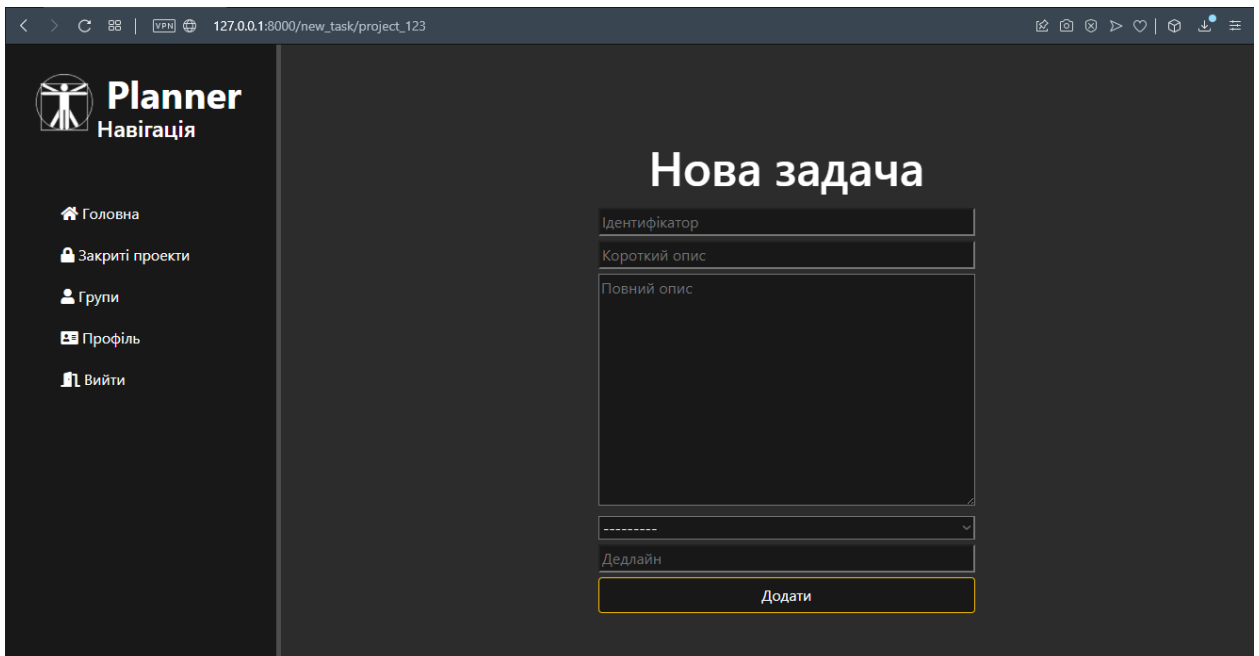 VPN 127.0.0.1:8000/new_task/project_123
Planner
Навігація
Головна
Закриті проекти
Групи
Профіль
Вийти
Нова задача
Ідентифікатор
Короткий опис
Повний опис
---------
Дедлайн
Додати